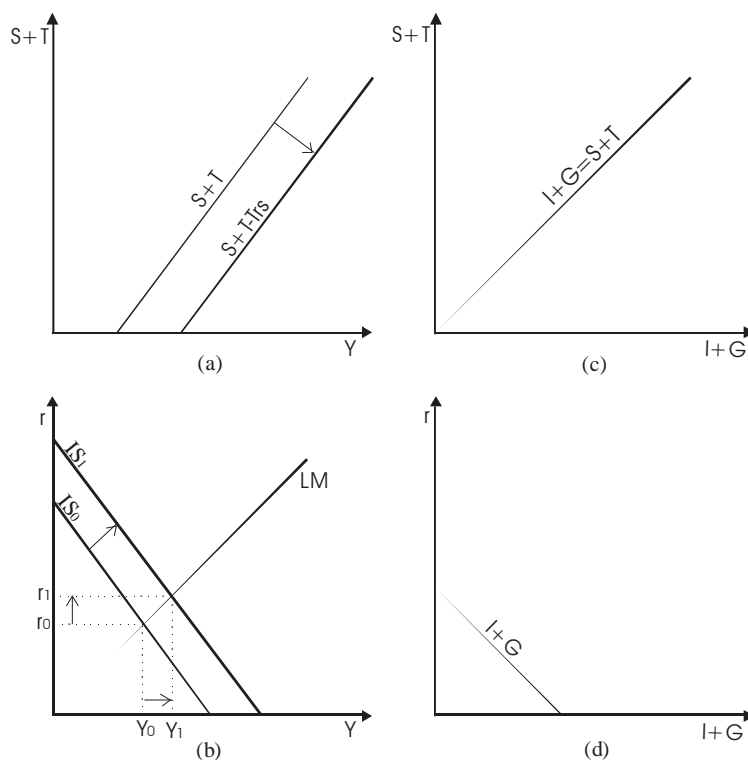 S+T
S+T
S+T-Trs
Y
(a)
S+T
I+G=S+T
I+G
(c)
r
IS1
IS0
LM
r1
r0
Y0 Y1
Y
(b)
r
I+G
I+G
(d)